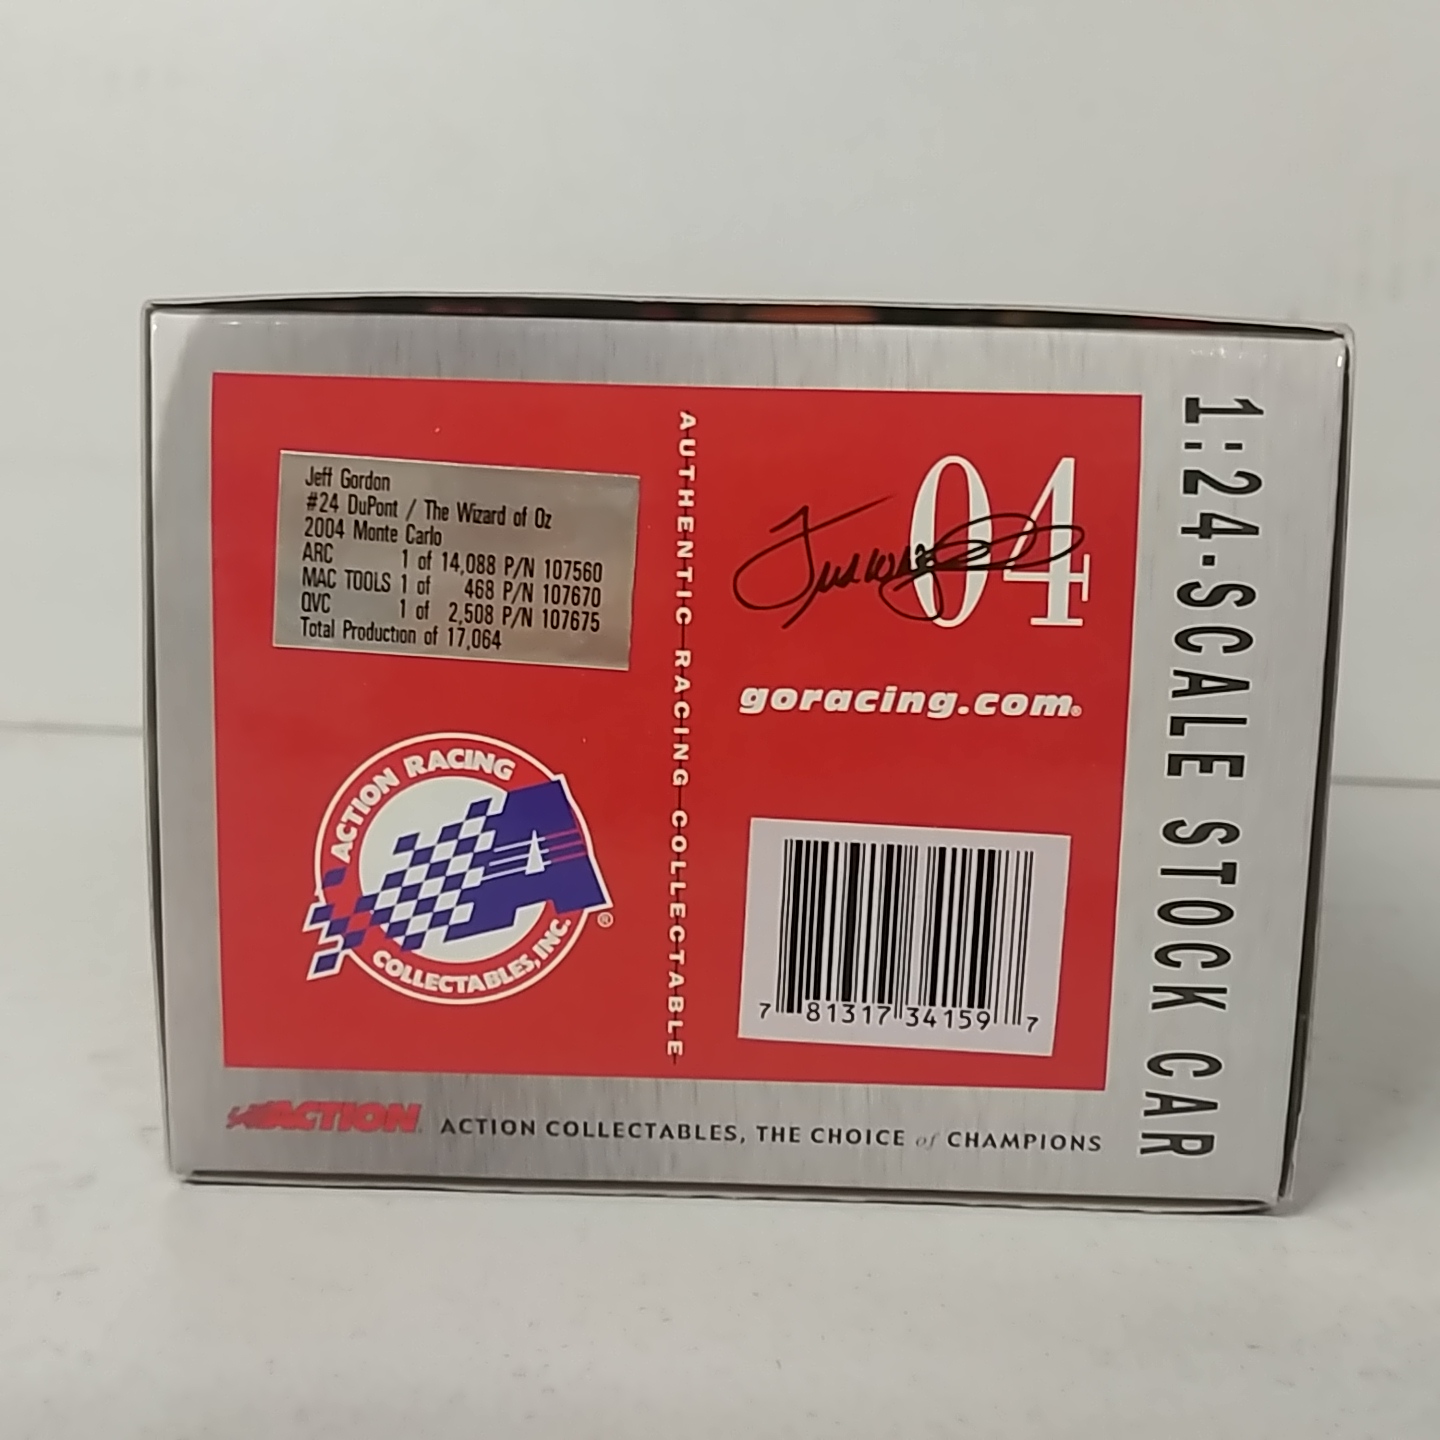 Jeff Gordon
#24 DuPont / The Wizard of Oz
2004 Monte Carlo
ARC 1 of 14,088 P/N 107560
MAC TOOLS 1 of 468 P/N 107670
QVC 1 of 2,508 P/N 107675
Total Production of 17,064
ACTION RACING
COLLECTABLES, INC.
®
AUTHENTIC RACING COLLECTABLE
04
goracing.com®
7 81317 34159 7
1:24-SCALE STOCK CAR
ACTION
ACTION COLLECTABLES, THE CHOICE of CHAMPIONS